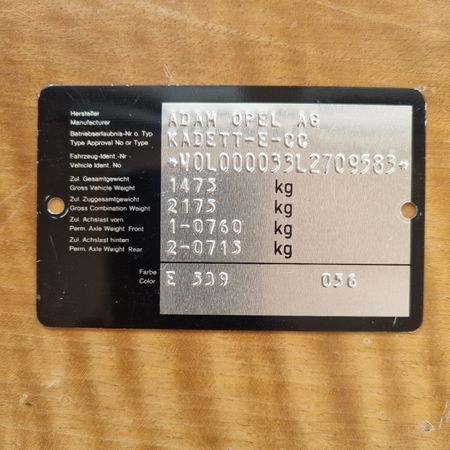 Hersteller
Manufacturer
ADAM OPEL AG
Betriebserlaubnis-Nr o. Typ
Type Approval No or Type
KADETT-E-CC
Fahrzeug-Ident.-Nr
Vehicle Ident. No
*W0L000033L2709583*
Zul. Gesamtgewicht
Gross Vehicle Weight
1475 kg
Zul. Zuggesamtgewicht
Gross Combination Weight
2175 kg
Zul. Achslast vorn
Perm. Axle Weight Front
1-0760 kg
Zul. Achslast hinten
Perm. Axle Weight Rear
2-0715 kg
Farbe
Color
E 539 056